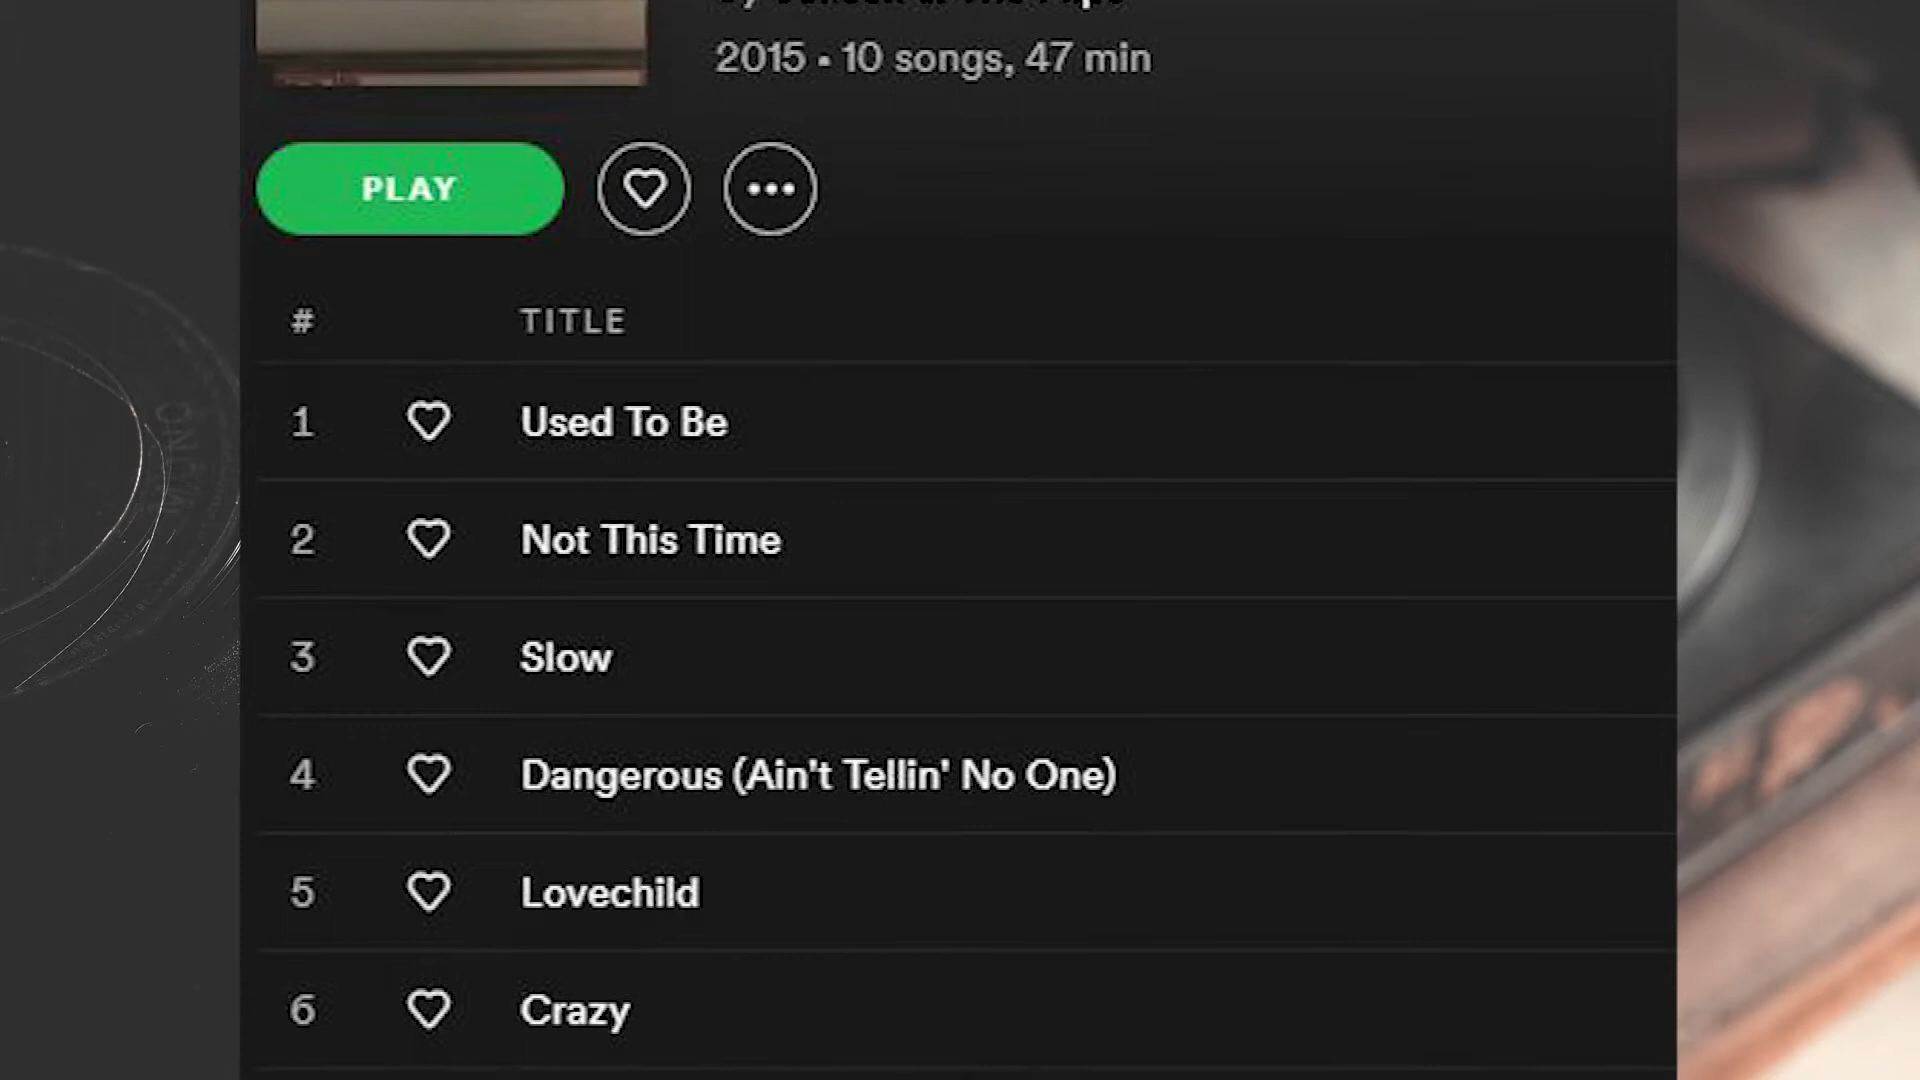 2015 • 10 songs, 47 min
PLAY
# TITLE
1 Used To Be
2 Not This Time
3 Slow
4 Dangerous (Ain't Tellin' No One)
5 Lovechild
6 Crazy